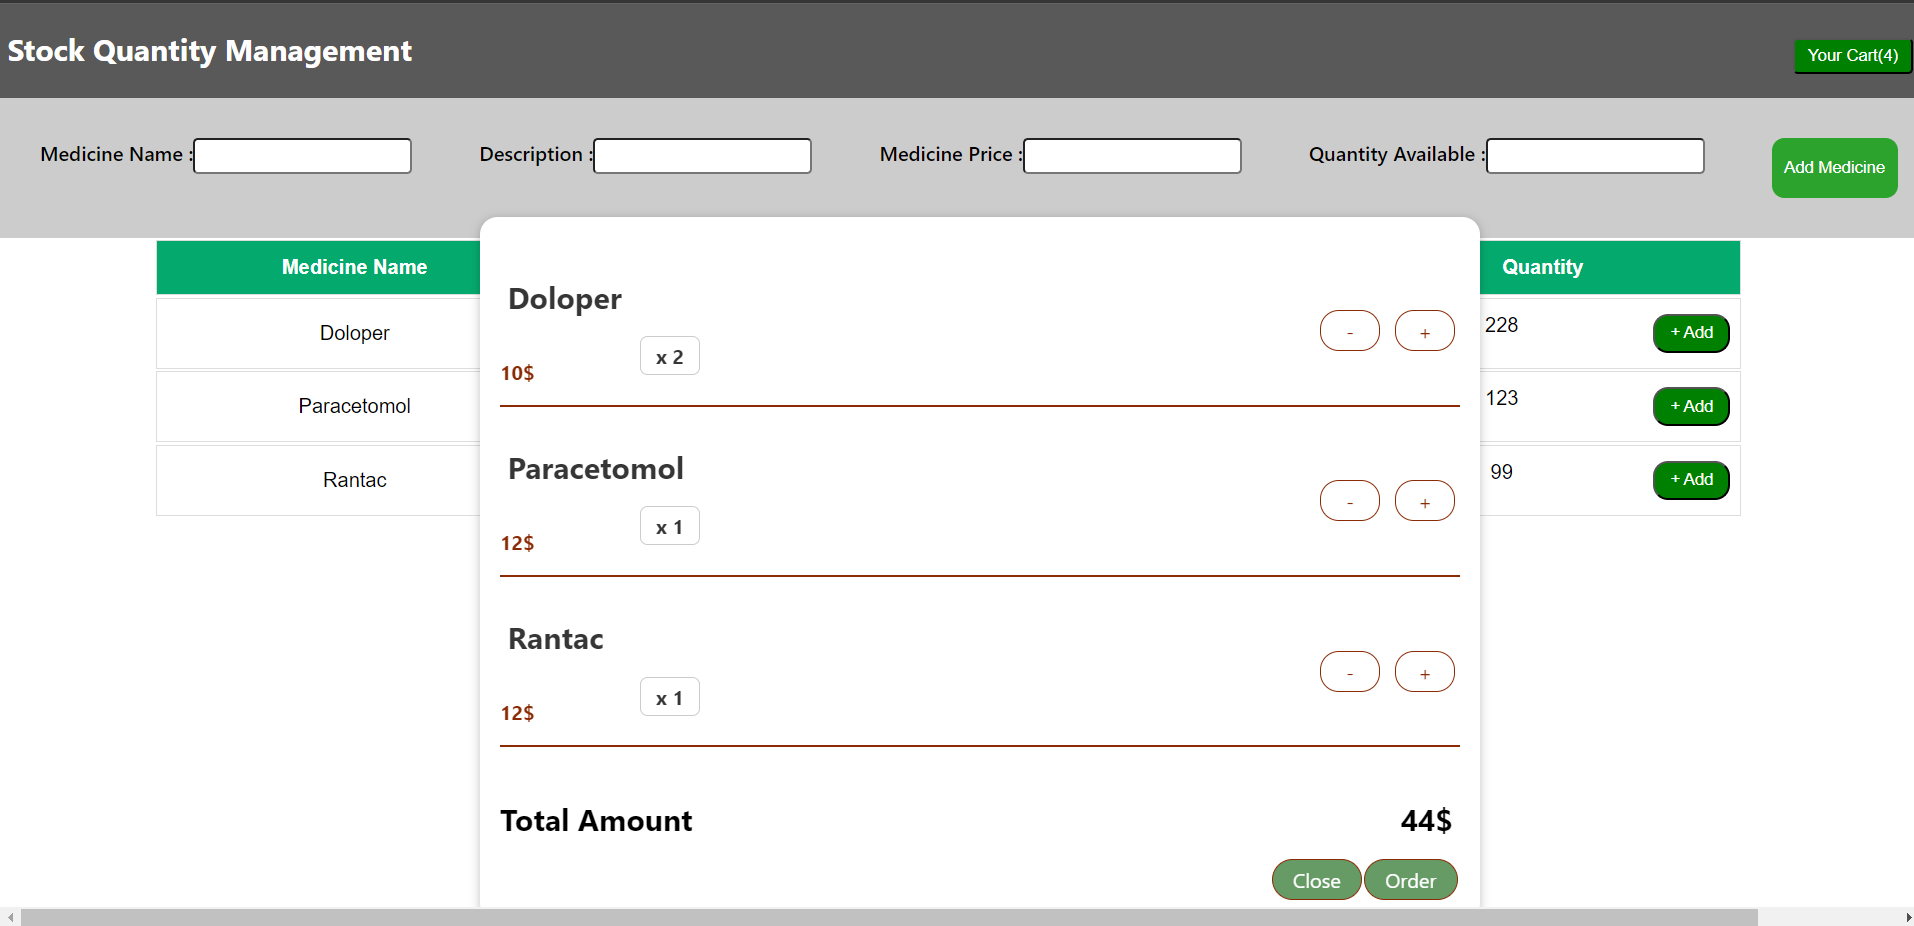 Stock Quantity Management
Your Cart(4)
Medicine Name :
Description :
Medicine Price :
Quantity Available :
Add Medicine
Medicine Name
Quantity
Doloper
228
+ Add
Paracetomol
123
+ Add
Rantac
99
+ Add
Doloper
10$
x 2
-
+
Paracetomol
12$
x 1
-
+
Rantac
12$
x 1
-
+
Total Amount
44$
Close
Order